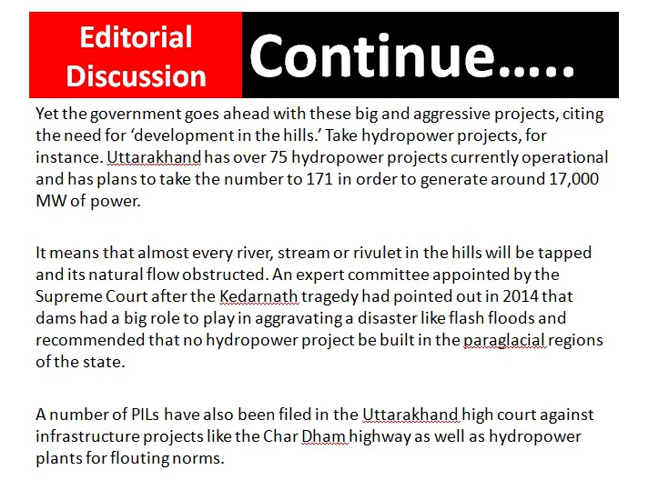 Editorial
Discussion
Continue.....
Yet the government goes ahead with these big and aggressive projects, citing
the need for ‘development in the hills.’ Take hydropower projects, for
instance. Uttarakhand has over 75 hydropower projects currently operational
and has plans to take the number to 171 in order to generate around 17,000
MW of power.
It means that almost every river, stream or rivulet in the hills will be tapped
and its natural flow obstructed. An expert committee appointed by the
Supreme Court after the Kedarnath tragedy had pointed out in 2014 that
dams had a big role to play in aggravating a disaster like flash floods and
recommended that no hydropower project be built in the paraglacial regions
of the state.
A number of PILs have also been filed in the Uttarakhand high court against
infrastructure projects like the Char Dham highway as well as hydropower
plants for flouting norms.